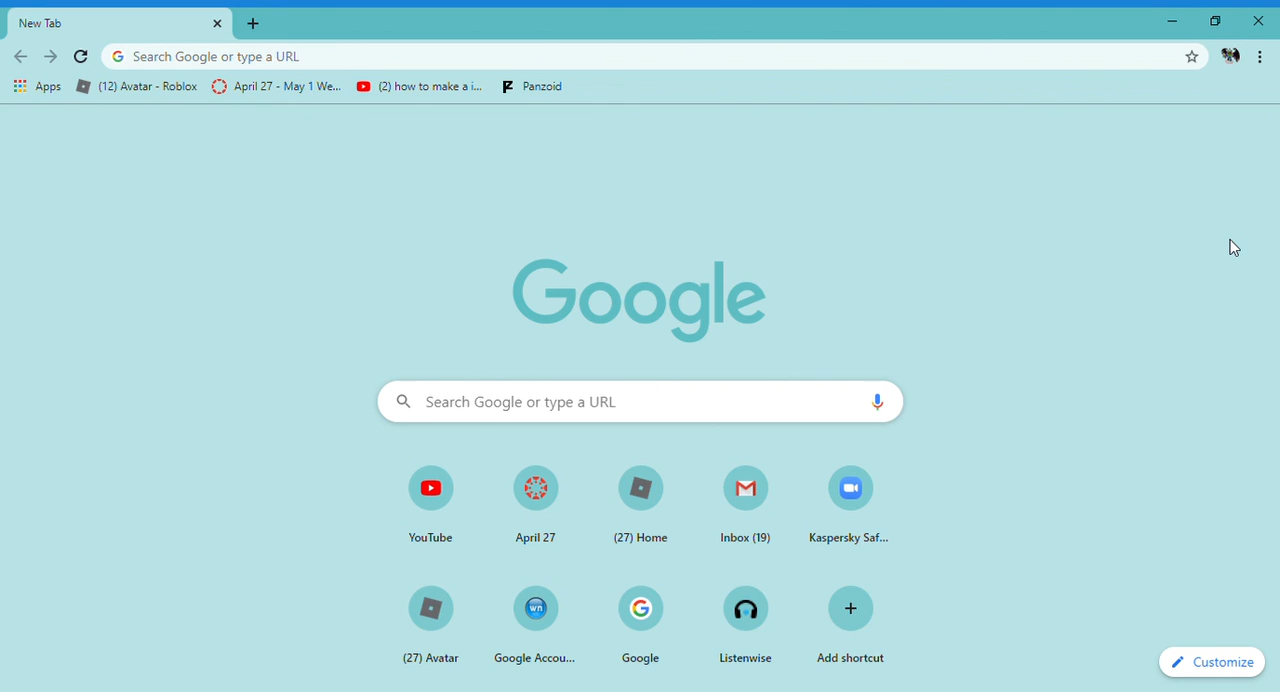 New Tab
Search Google or type a URL
Apps (12) Avatar - Roblox April 27 - May 1 We... (2) how to make a i... Panzoid
Google
Search Google or type a URL
YouTube April 27 (27) Home Inbox (19) Kaspersky Saf...
wn
(27) Avatar Google Accou... Google Listenwise Add shortcut
Customize